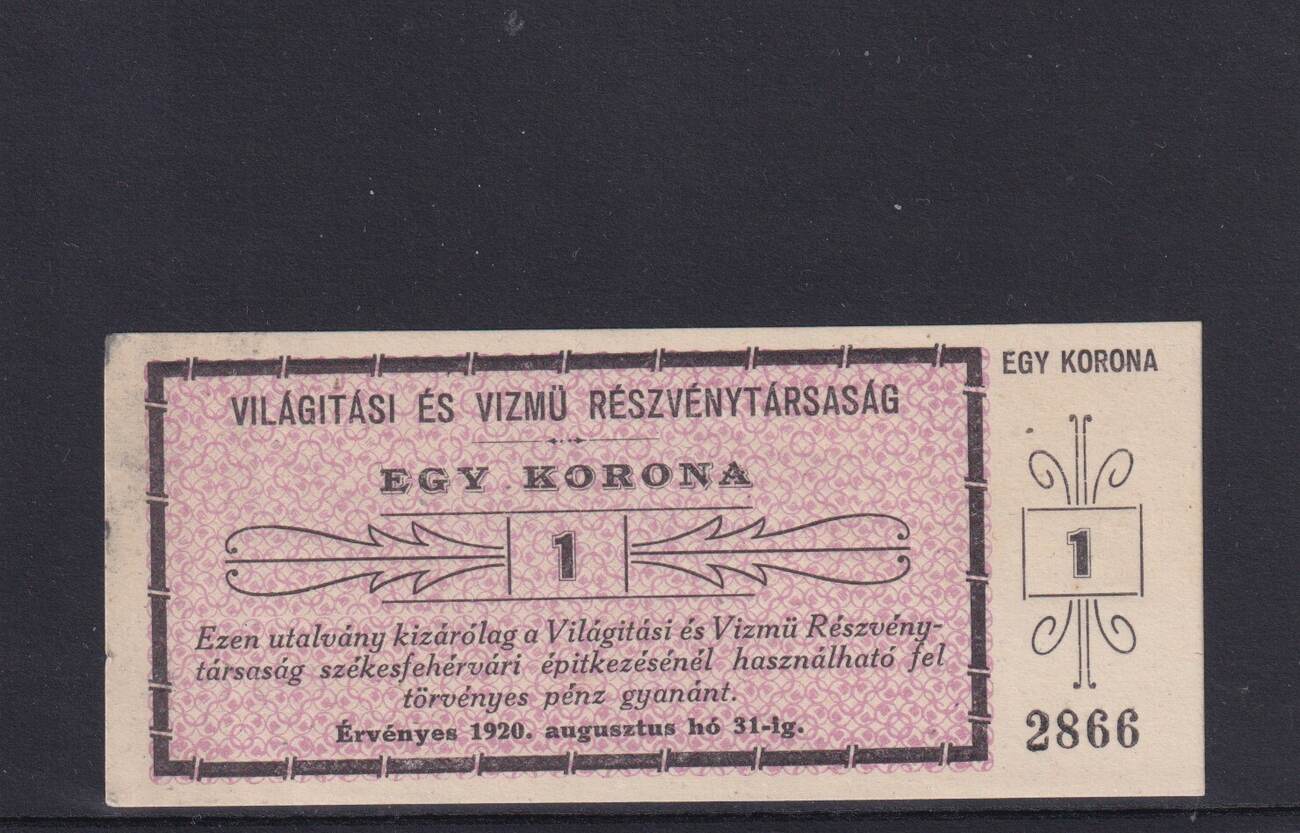 VILÁGITÁSI ÉS VIZMÜ RÉSZVÉNYTÁRSASÁG
EGY KORONA
1
Ezen utalvány kizárólag a Világitási és Vizmü Részvény-
társaság székesfehérvári épitkezésénél használható fel
törvényes pénz gyanánt.
Érvényes 1920. augusztus hó 31-ig.
EGY KORONA
1
2866